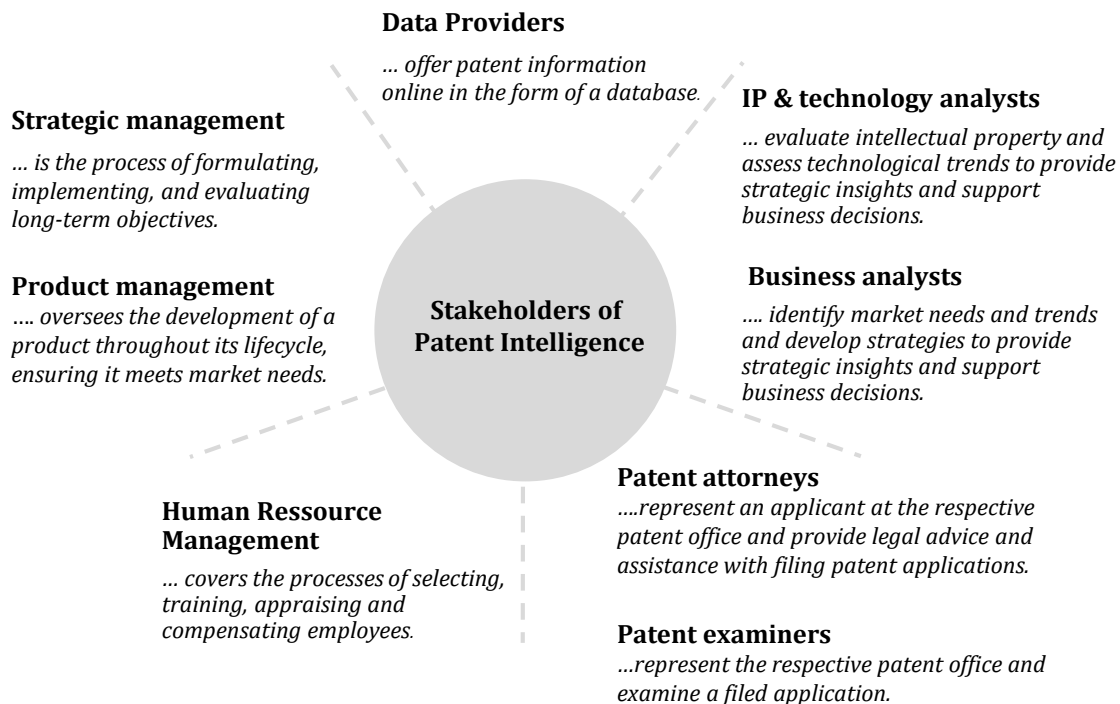 Data Providers
… offer patent information
online in the form of a database.
IP & technology analysts
… evaluate intellectual property and
assess technological trends to provide
strategic insights and support
business decisions.
Strategic management
… is the process of formulating,
implementing, and evaluating
long-term objectives.
Product management
…. oversees the development of a
product throughout its lifecycle,
ensuring it meets market needs.
Stakeholders of
Patent Intelligence
Business analysts
…. identify market needs and trends
and develop strategies to provide
strategic insights and support
business decisions.
Human Ressource
Management
… covers the processes of selecting,
training, appraising and
compensating employees.
Patent attorneys
….represent an applicant at the respective
patent office and provide legal advice and
assistance with filing patent applications.
Patent examiners
…represent the respective patent office and
examine a filed application.